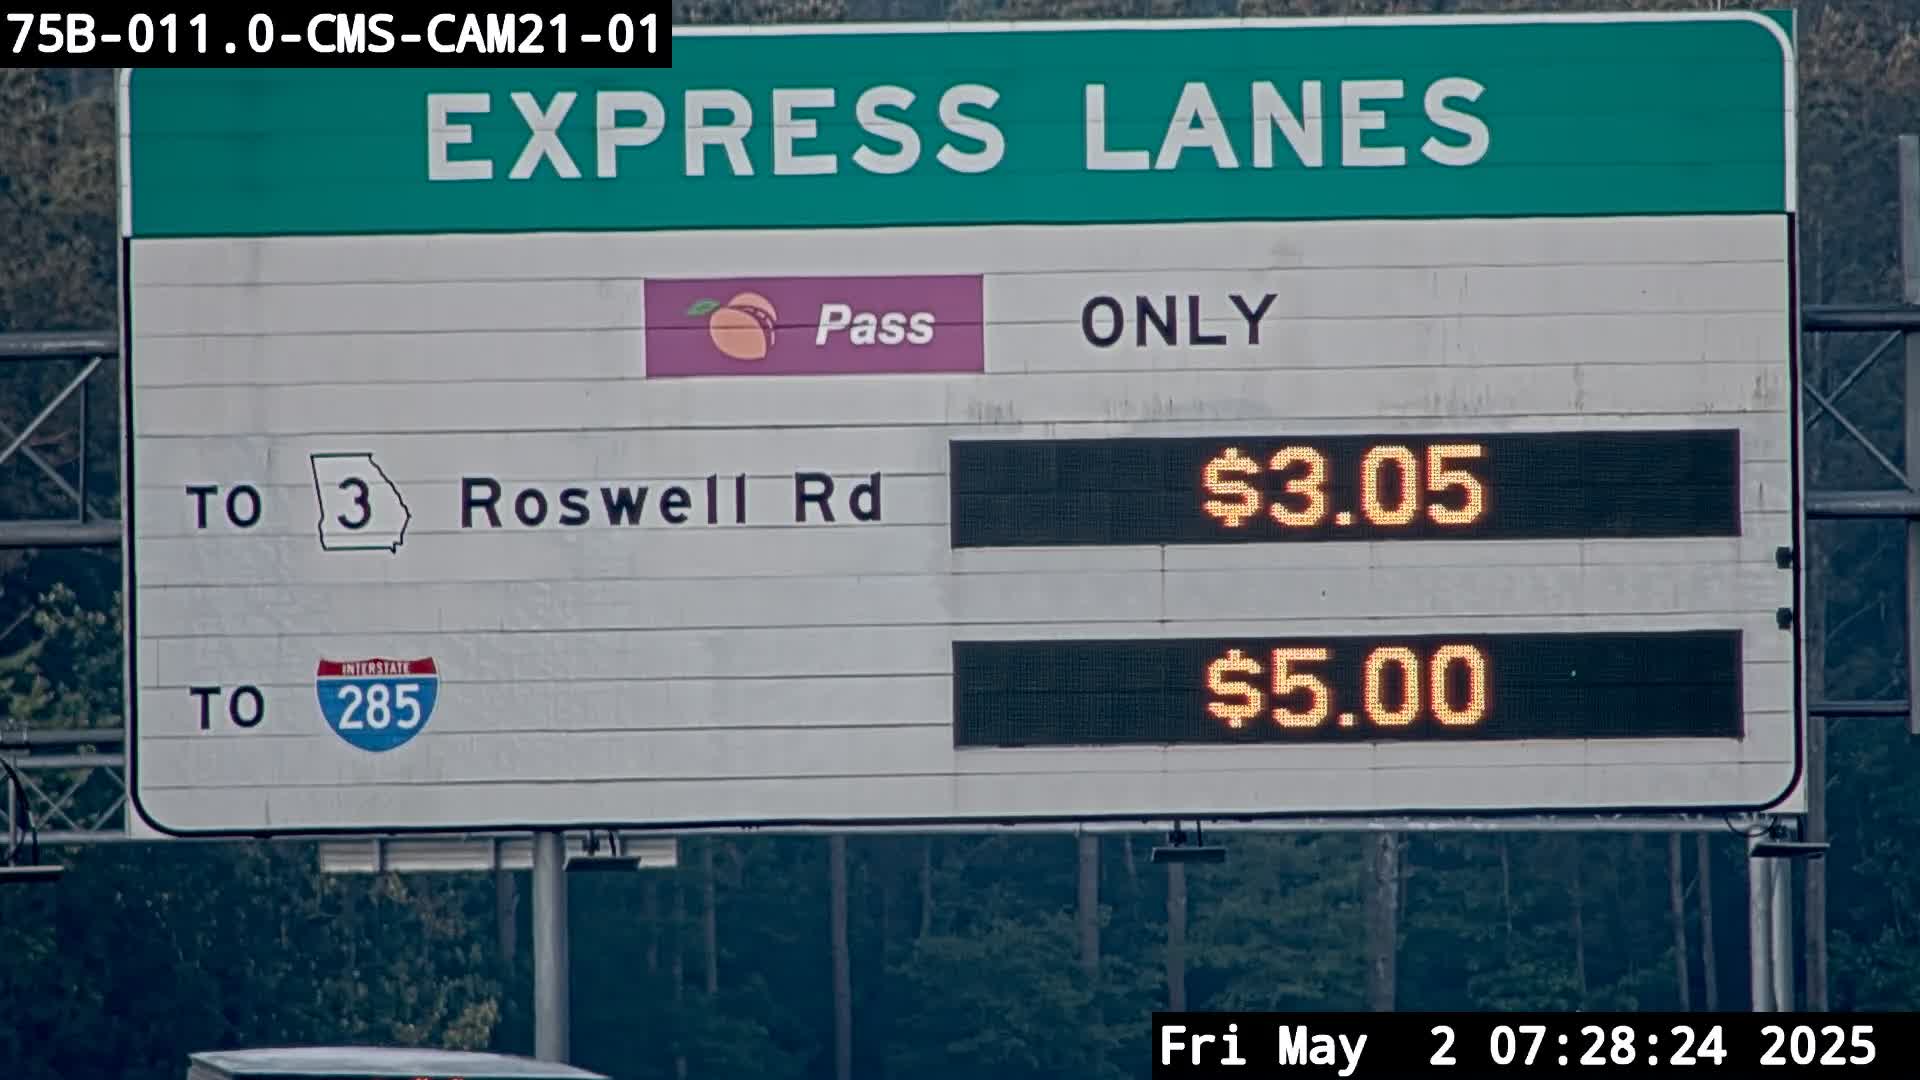 75B-011.0-CMS-CAM21-01
EXPRESS LANES
Pass ONLY
TO 3 Roswell Rd $3.05
INTERSTATE
TO 285 $5.00
Fri May 2 07:28:24 2025